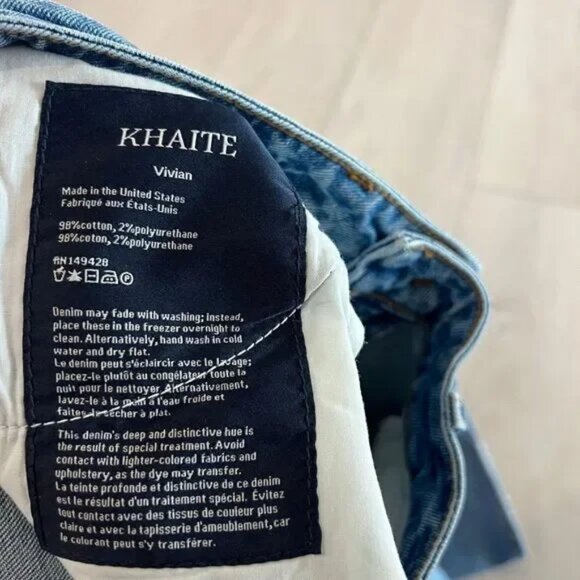 KHAITE
Vivian
Made in the United States
Fabriqué aux États-Unis
98%cotton, 2%polyurethane
98%coton, 2%polyurethane
RN149428
Denim may fade with washing; instead,
place these in the freezer overnight to
clean. Alternatively, hand wash in cold
water and dry flat.
Le denim peut s'éclaircir avec le lavage;
placez-le plutôt au congélateur toute la
nuit pour le nettoyer Alternativement,
lavez-le à la main à l'eau froide et
faites-le sécher à plat.
This denim's deep and distinctive hue is
the result of special treatment. Avoid
contact with lighter-colored fabrics and
upholstery, as the dye may transfer.
La teinte profonde et distinctive de ce denim
est le résultat d'un traitement spécial. Évitez
tout contact avec des tissus de couleur plus
claire et avec la tapisserie d'ameublement, car
le colorant peut s'y transférer.